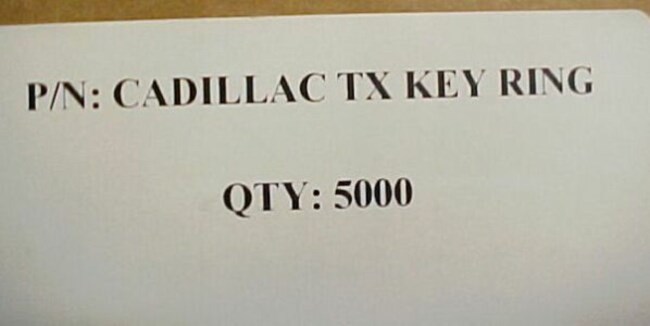 P/N: CADILLAC TX KEY RING
QTY: 5000